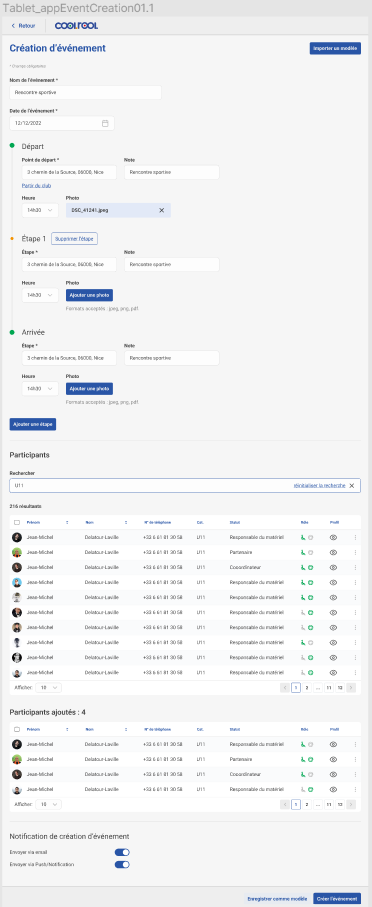 Tablet_appEventCreation01.1
Retour COOLROOL
Création d'événement Importer un modèle
* Champs obligatoires
Nom de l'événement *
Rencontre sportive
Date de l'événement *
12/12/2022
Départ
Point de départ * Note
3 chemin de la Source, 06000, Nice Rencontre sportive
Partir du club
Heure Photo
14h30 DSC_41241.jpeg
Étape 1 Supprimer l'étape
Étape * Note
3 chemin de la Source, 06000, Nice Rencontre sportive
Heure Photo
14h30 Ajouter une photo
Formats acceptés : jpeg, png, pdf.
Arrivée
Étape * Note
3 chemin de la Source, 06000, Nice Rencontre sportive
Heure Photo
14h30 Ajouter une photo
Formats acceptés : jpeg, png, pdf.
Ajouter une étape
Participants
Rechercher
U11 réinitialiser la recherche
216 résultats
Prénom Nom N° de téléphone Cat. Statut Rôle Profil
Jean-Michel Delatour-Laville +33 6 61 81 30 58 U11 Responsable du matériel
Jean-Michel Delatour-Laville +33 6 61 81 30 58 U11 Partenaire
Jean-Michel Delatour-Laville +33 6 61 81 30 58 U11 Cooordinateur
Jean-Michel Delatour-Laville +33 6 61 81 30 58 U11 Responsable du matériel
Jean-Michel Delatour-Laville +33 6 61 81 30 58 U11 Responsable du matériel
Jean-Michel Delatour-Laville +33 6 61 81 30 58 U11 Responsable du matériel
Jean-Michel Delatour-Laville +33 6 61 81 30 58 U11 Responsable du matériel
Jean-Michel Delatour-Laville +33 6 61 81 30 58 U11 Responsable du matériel
Jean-Michel Delatour-Laville +33 6 61 81 30 58 U11 Responsable du matériel
Jean-Michel Delatour-Laville +33 6 61 81 30 58 U11 Responsable du matériel
Afficher 10 1 2 ... 11 12
Participants ajoutés : 4
Prénom Nom N° de téléphone Cat. Statut Rôle Profil
Jean-Michel Delatour-Laville +33 6 61 81 30 58 U11 Responsable du matériel
Jean-Michel Delatour-Laville +33 6 61 81 30 58 U11 Partenaire
Jean-Michel Delatour-Laville +33 6 61 81 30 58 U11 Cooordinateur
Jean-Michel Delatour-Laville +33 6 61 81 30 58 U11 Responsable du matériel
Afficher 10 1 2 ... 11 12
Notification de création d'événement
Envoyer via email
Envoyer via Push/Notification
Enregistrer comme modèle Créer l'événement